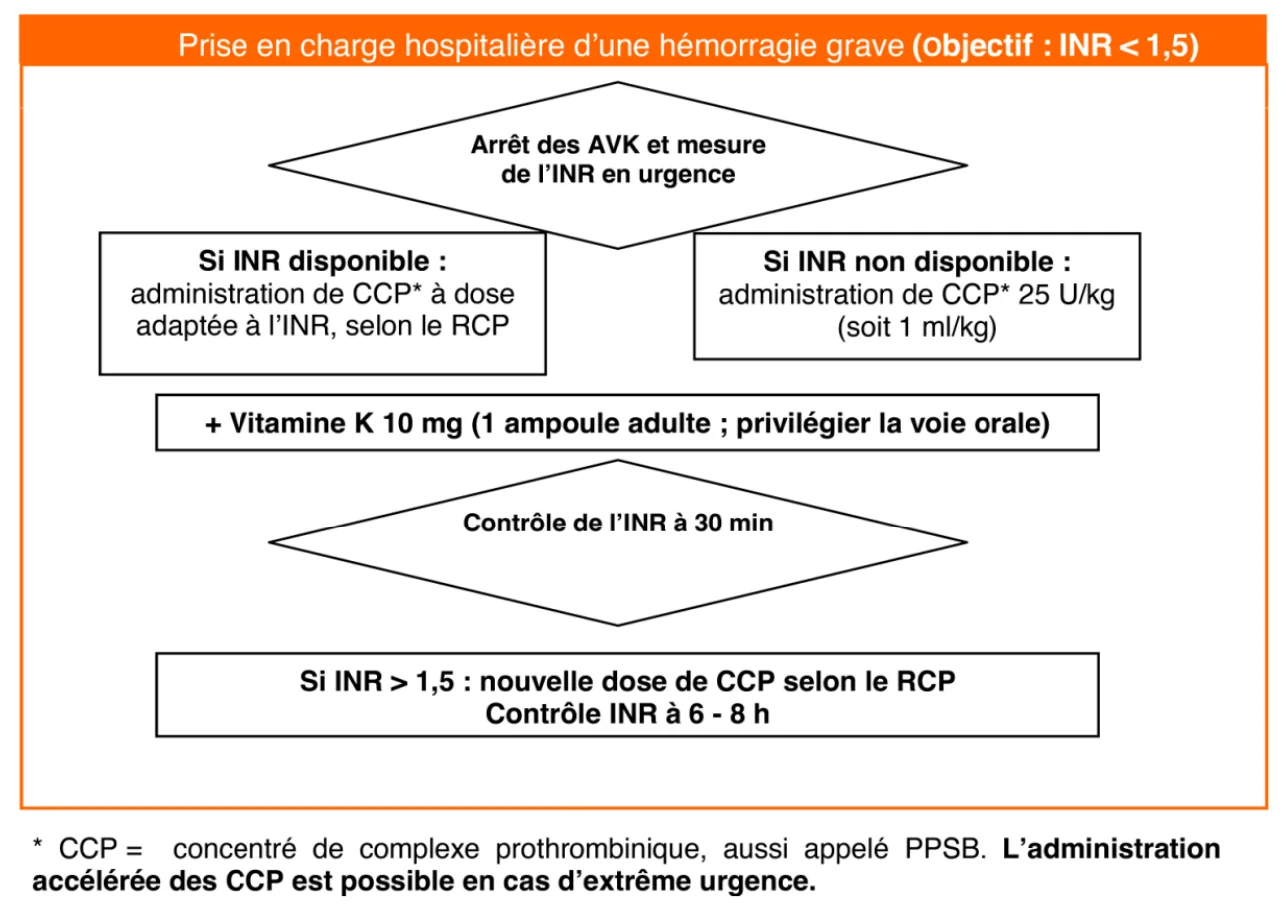 Prise en charge hospitalière d'une hémorragie grave (Objectif : INR < 1,5)
Arrêt des AVK et mesure
de l'INR en urgence
Si INR disponible :
administration de CCP* à dose
adaptée à l'INR, selon le RCP
Si INR non disponible :
administration de CCP* 25 U/kg
(soit 1 ml/kg)
+ Vitamine K 10 mg (1 ampoule adulte ; privilégier la voie orale)
Contrôle de l'INR à 30 min
Si INR > 1,5 : nouvelle dose de CCP selon le RCP
Contrôle INR à 6 - 8 h
* CCP = concentré de complexe prothrombinique, aussi appelé PPSB. L'administration
accélérée des CCP est possible en cas d'extrême urgence.